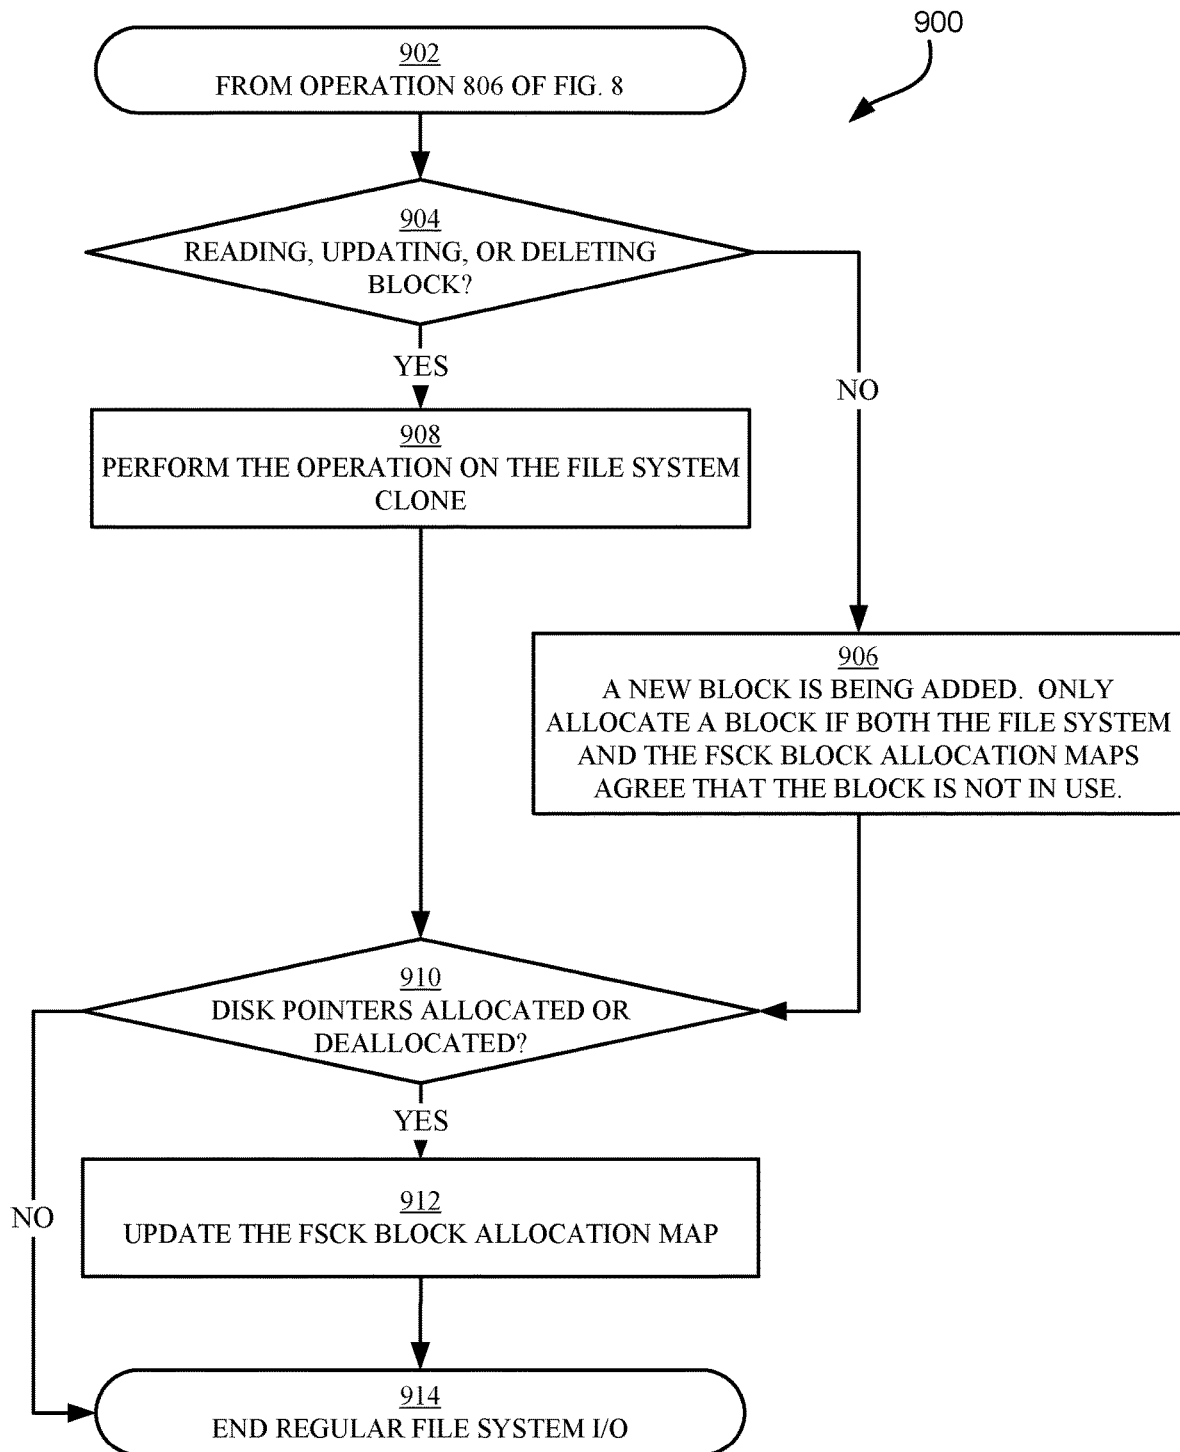 900
902
FROM OPERATION 806 OF FIG. 8
904
READING, UPDATING, OR DELETING
BLOCK?
YES
NO
908
PERFORM THE OPERATION ON THE FILE SYSTEM
CLONE
906
A NEW BLOCK IS BEING ADDED. ONLY
ALLOCATE A BLOCK IF BOTH THE FILE SYSTEM
AND THE FSCK BLOCK ALLOCATION MAPS
AGREE THAT THE BLOCK IS NOT IN USE.
910
DISK POINTERS ALLOCATED OR
DEALLOCATED?
YES
NO
912
UPDATE THE FSCK BLOCK ALLOCATION MAP
914
END REGULAR FILE SYSTEM I/O